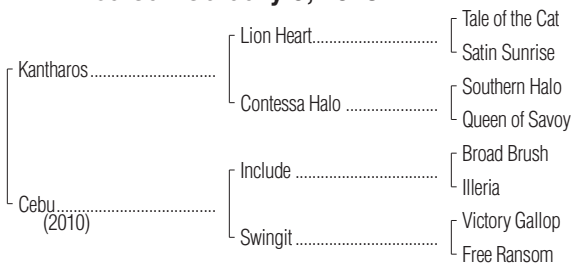 Tale of the Cat
Lion Heart
Satin Sunrise
Kantharos
Southern Halo
Contessa Halo
Queen of Savoy
Broad Brush
Include
Illeria
Cebu
(2010)
Victory Gallop
Swingit
Free Ransom